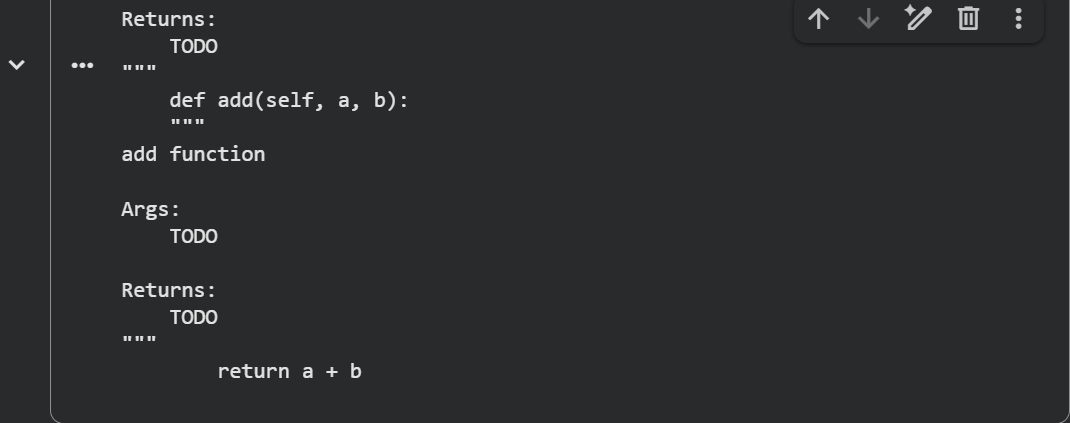 Returns:
    TODO
"""
    def add(self, a, b):
    """
add function

Args:
    TODO

Returns:
    TODO
"""
        return a + b